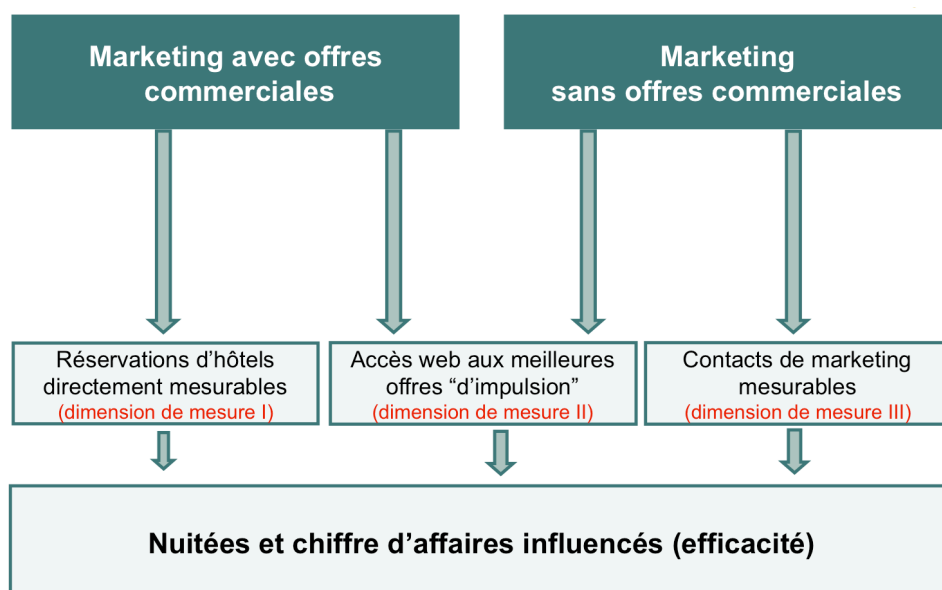 Marketing avec offres
commerciales
Marketing
sans offres commerciales
Réservations d’hôtels
directement mesurables
(dimension de mesure I)
Accès web aux meilleures
offres “d’impulsion”
(dimension de mesure II)
Contacts de marketing
mesurables
(dimension de mesure III)
Nuitées et chiffre d’affaires influencés (efficacité)